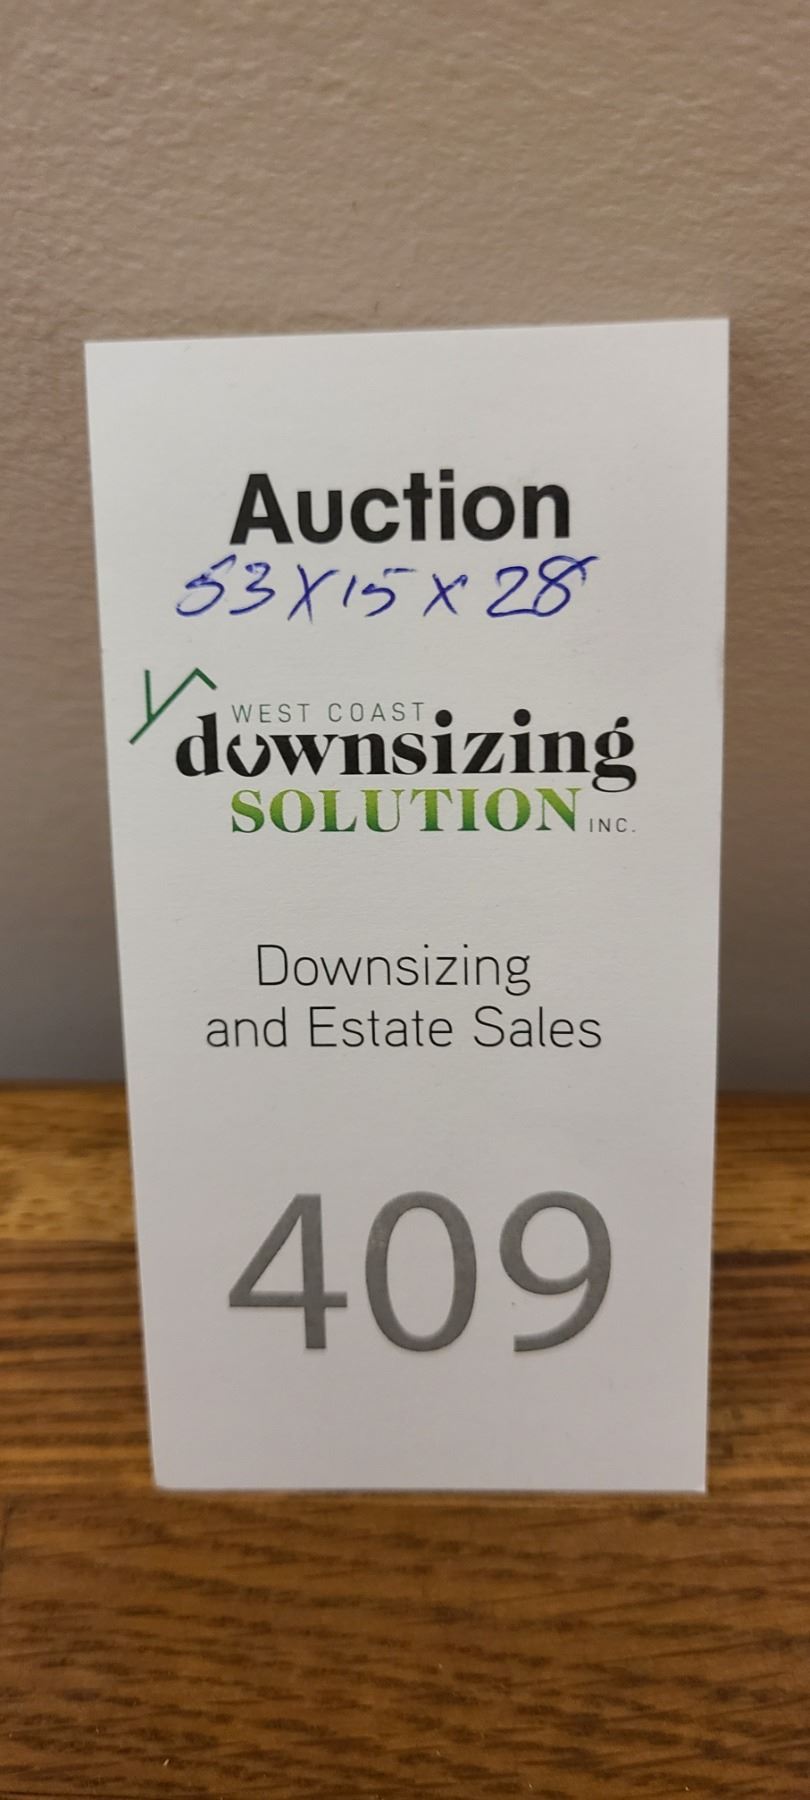 Auction
53 X 15 X 28
WEST COAST
downsizing
SOLUTION INC.
Downsizing
and Estate Sales
409